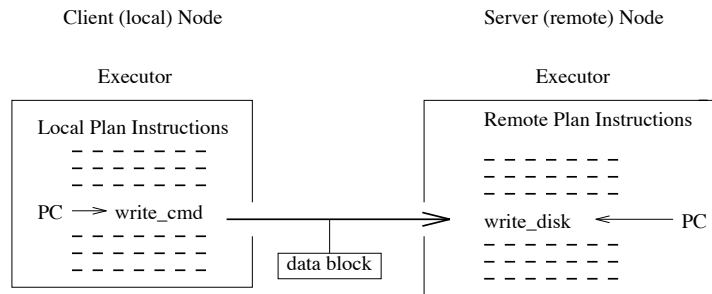 Client (local) Node Server (remote) Node
Executor Executor
Local Plan Instructions Remote Plan Instructions
PC write_cmd write_disk PC
data block